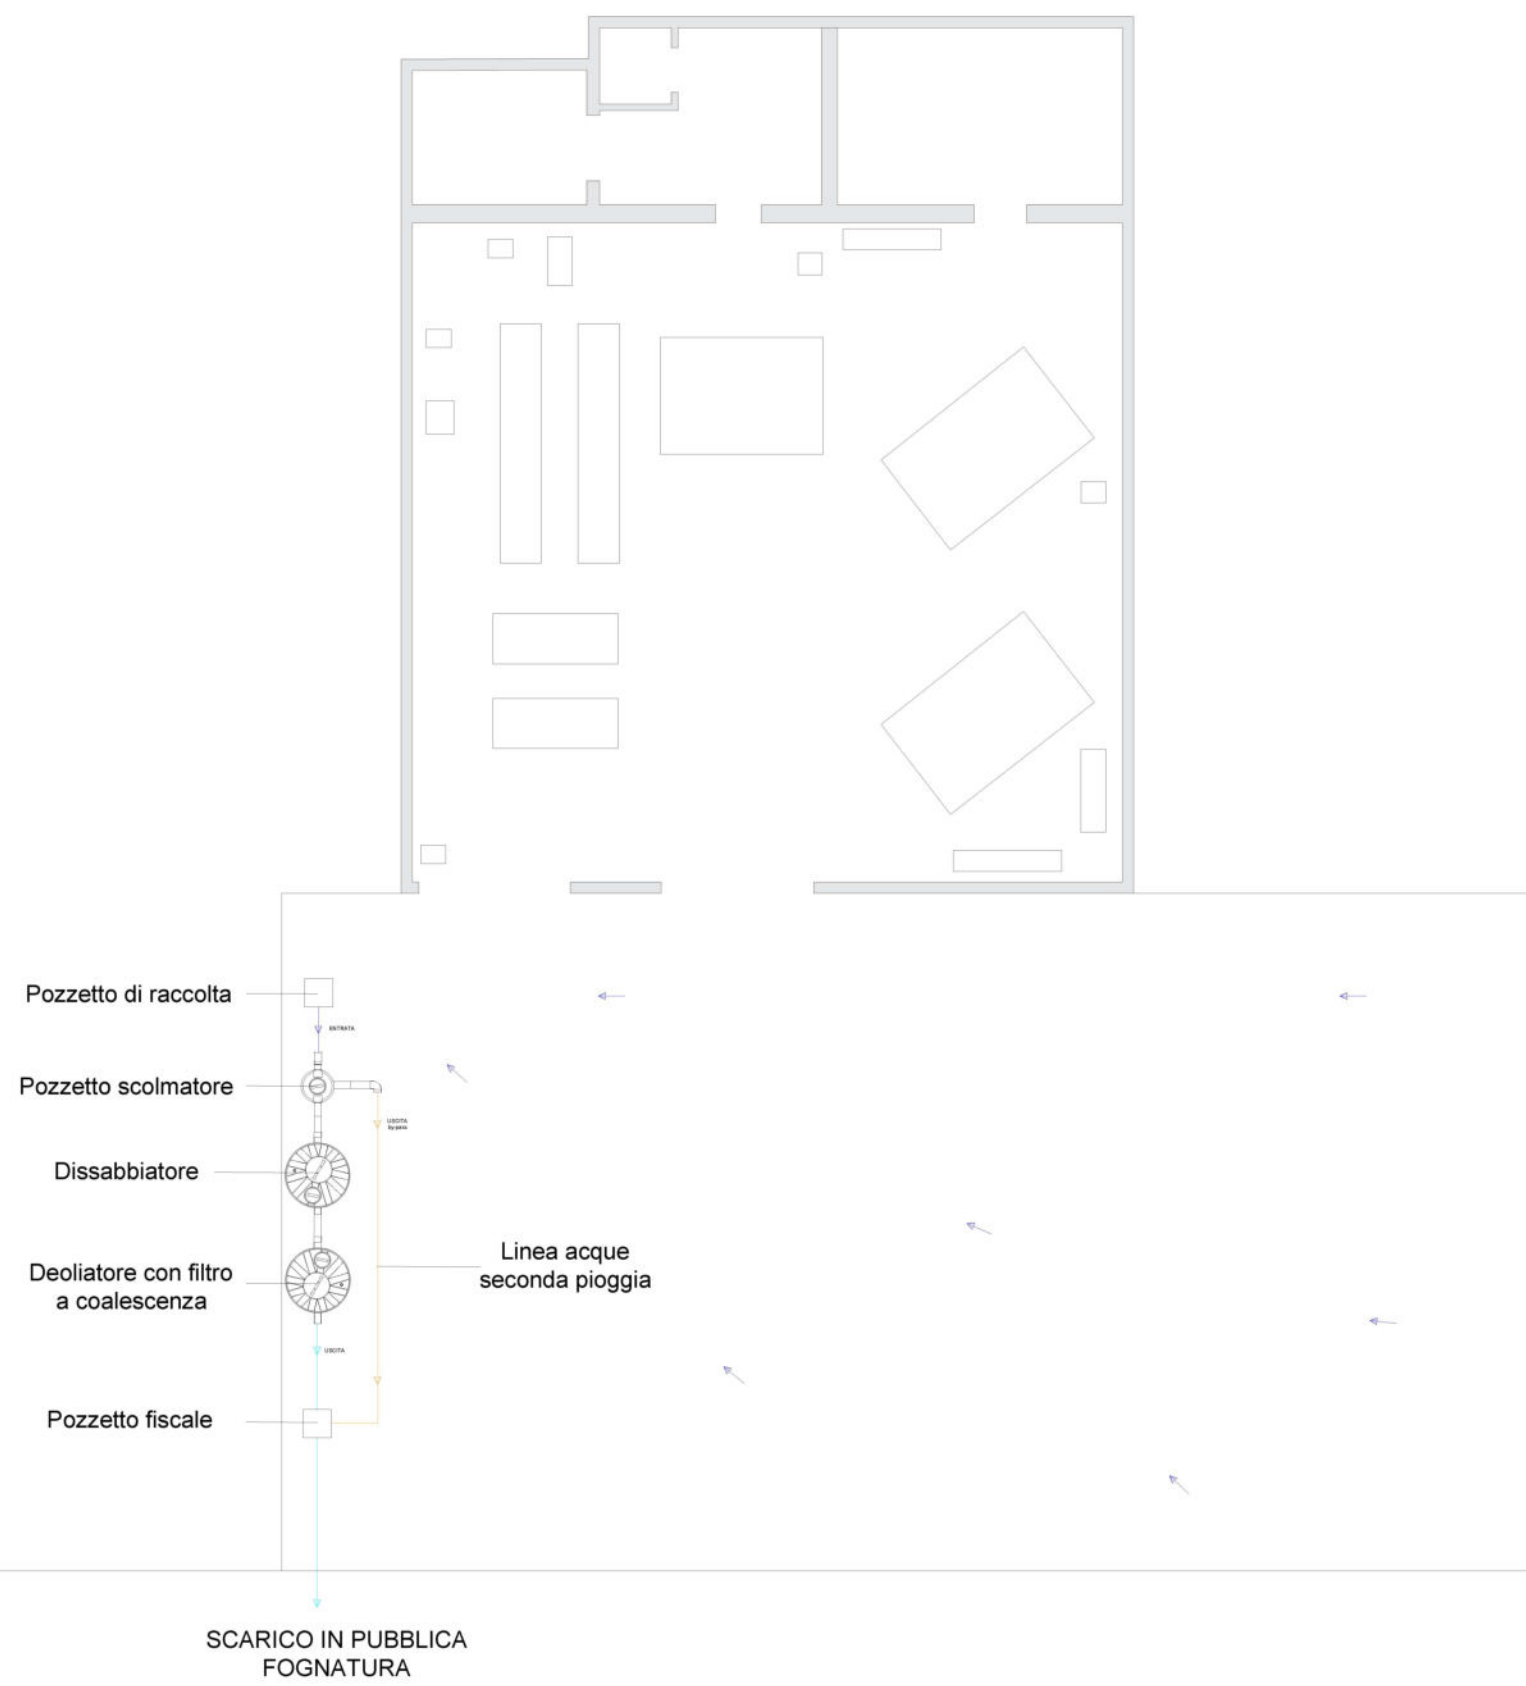 Pozzetto di raccolta
ENTRATA
Pozzetto scolmatore
USCITA
by-pass
Dissabbiatore
Linea acque
seconda pioggia
Deoliatore con filtro
a coalescenza
USCITA
Pozzetto fiscale
SCARICO IN PUBBLICA
FOGNATURA